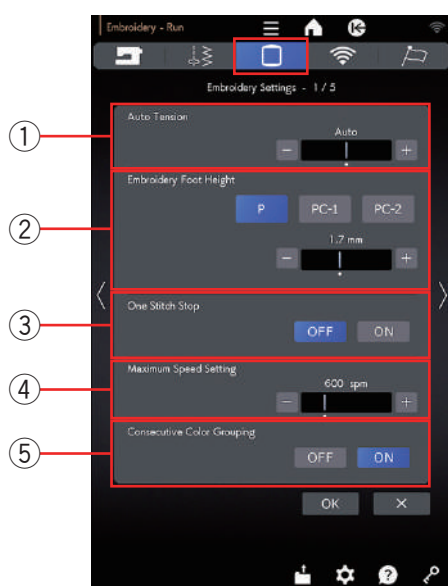 Embroidery - Run
Embroidery Settings - 1 / 5
1
Auto Tension
Auto
- +
2
Embroidery Foot Height
P PC-1 PC-2
1.7 mm
- +
3
One Stitch Stop
OFF ON
4
Maximum Speed Setting
600 spm
- +
5
Consecutive Color Grouping
OFF ON
OK ×